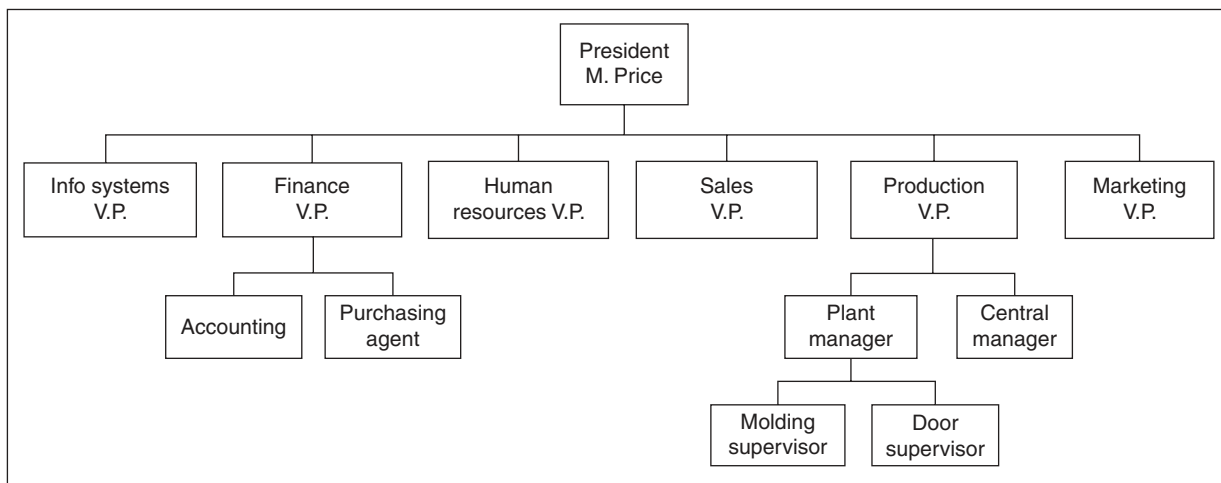 President
M. Price
Info systems
V.P.
Finance
V.P.
Human
resources V.P.
Sales
V.P.
Production
V.P.
Marketing
V.P.
Accounting
Purchasing
agent
Plant
manager
Central
manager
Molding
supervisor
Door
supervisor